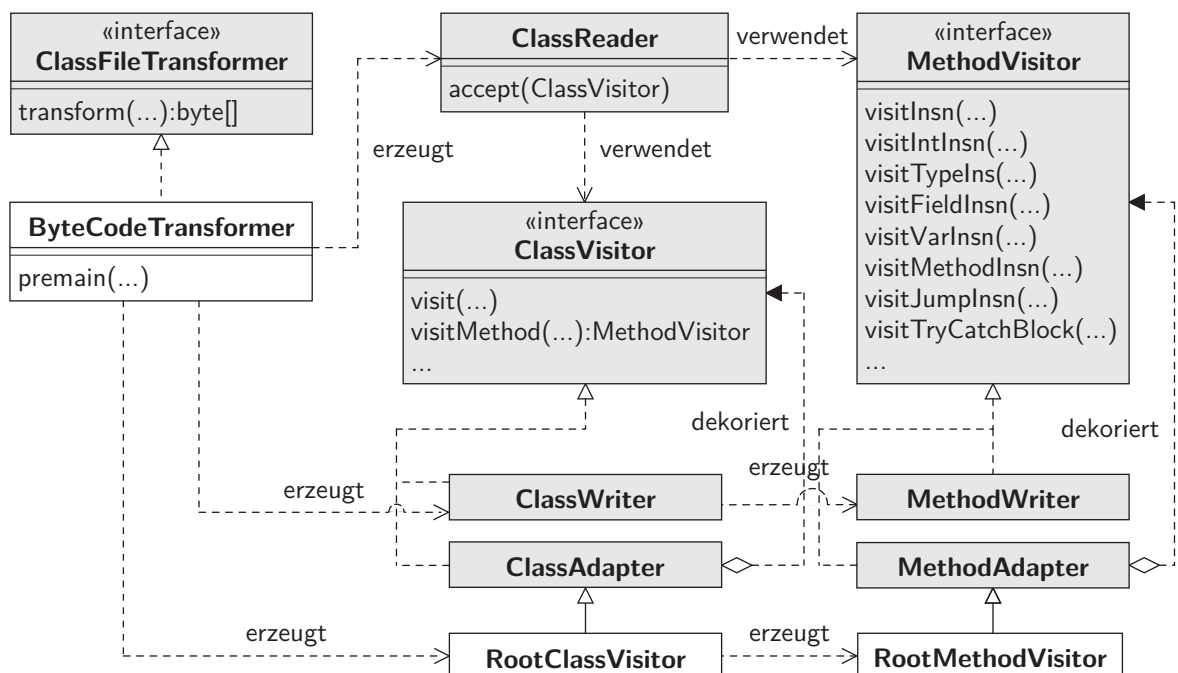 «interface»
ClassFileTransformer
transform(...):byte[]
ClassReader
accept(ClassVisitor)
verwendet
«interface»
MethodVisitor
visitInsn(...)
visitIntInsn(...)
visitTypeIns(...)
visitFieldInsn(...)
visitVarInsn(...)
visitMethodInsn(...)
visitJumpInsn(...)
visitTryCatchBlock(...)
...
erzeugt
verwendet
ByteCodeTransformer
premain(...)
«interface»
ClassVisitor
visit(...)
visitMethod(...):MethodVisitor
...
dekoriert
dekoriert
erzeugt
ClassWriter
erzeugt
MethodWriter
ClassAdapter
MethodAdapter
erzeugt
RootClassVisitor
erzeugt
RootMethodVisitor